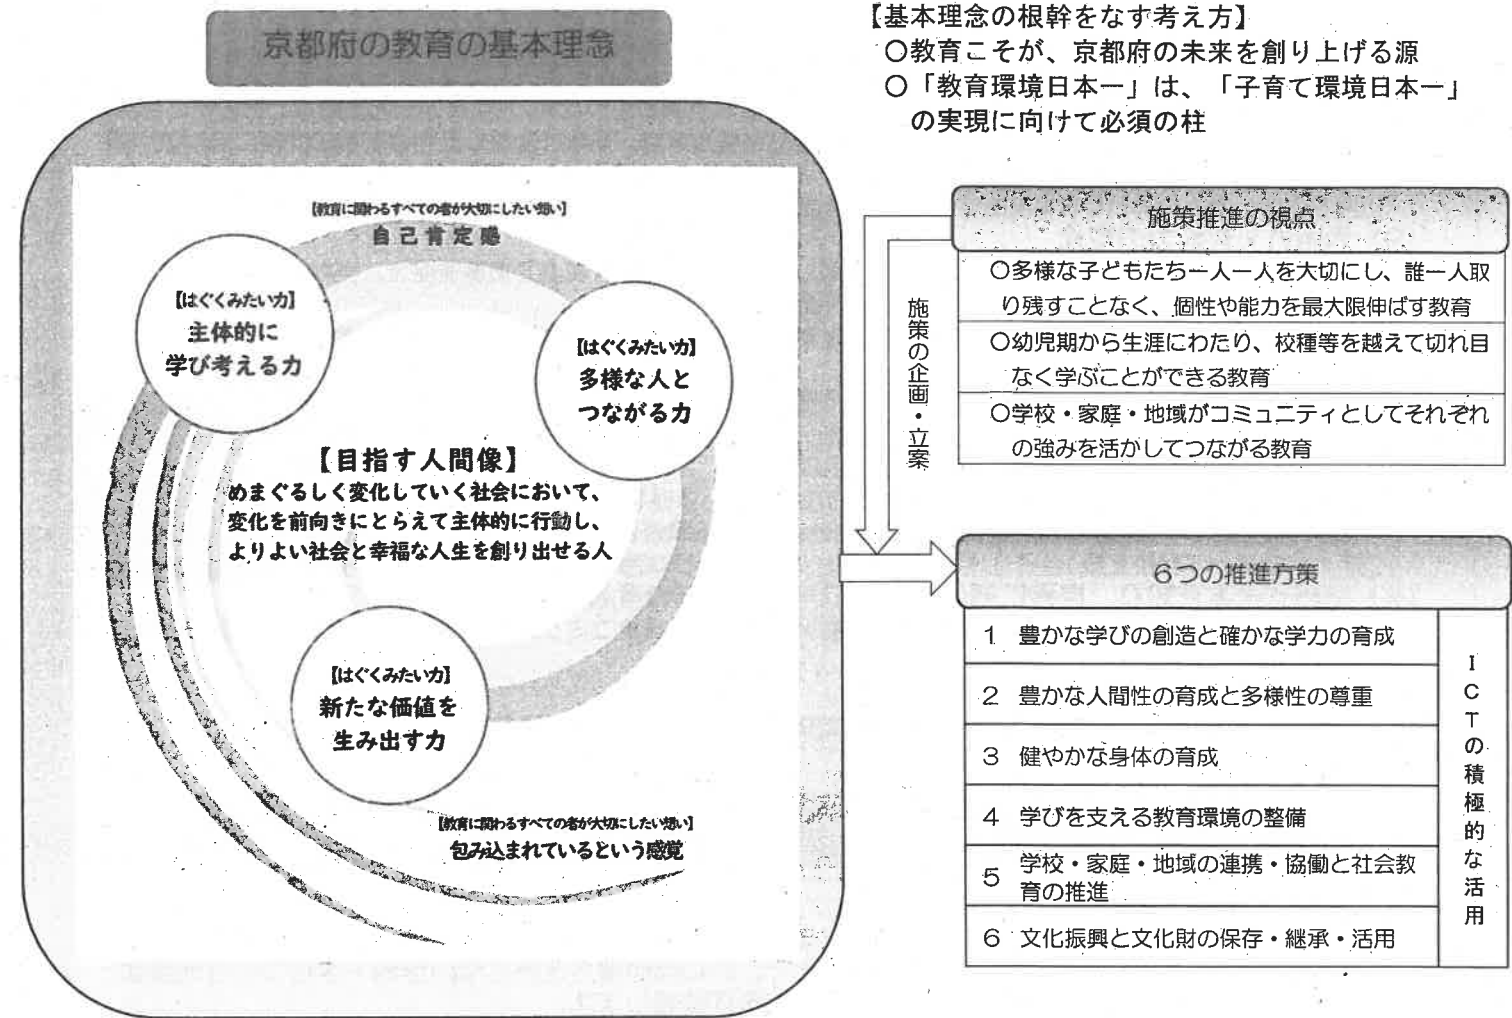 京都府の教育の基本理念
【教育に関わるすべての者が大切にしたい想い】
自己肯定感
【はぐくみたい力】
主体的に
学び考える力
【はぐくみたい力】
多様な人と
つながる力
【目指す人間像】
めまぐるしく変化していく社会において、
変化を前向きにとらえて主体的に行動し、
よりよい社会と幸福な人生を創り出せる人
【はぐくみたい力】
新たな価値を
生み出す力
【教育に関わるすべての者が大切にしたい想い】
包み込まれているという感覚
【基本理念の根幹をなす考え方】
○教育こそが、京都府の未来を創り上げる源
○「教育環境日本一」は、「子育て環境日本一」
の実現に向けて必須の柱
施策推進の視点
○多様な子どもたち一人一人を大切にし、誰一人取
り残すことなく、個性や能力を最大限伸ばす教育
○幼児期から生涯にわたり、校種等を越えて切れ目
なく学ぶことができる教育
○学校・家庭・地域がコミュニティとしてそれぞれ
の強みを活かしてつながる教育
施策の企画・立案
6つの推進方策
1 豊かな学びの創造と確かな学力の育成
2 豊かな人間性の育成と多様性の尊重
3 健やかな身体の育成
4 学びを支える教育環境の整備
5 学校・家庭・地域の連携・協働と社会教
育の推進
6 文化振興と文化財の保存・継承・活用
ICTの積極的な活用